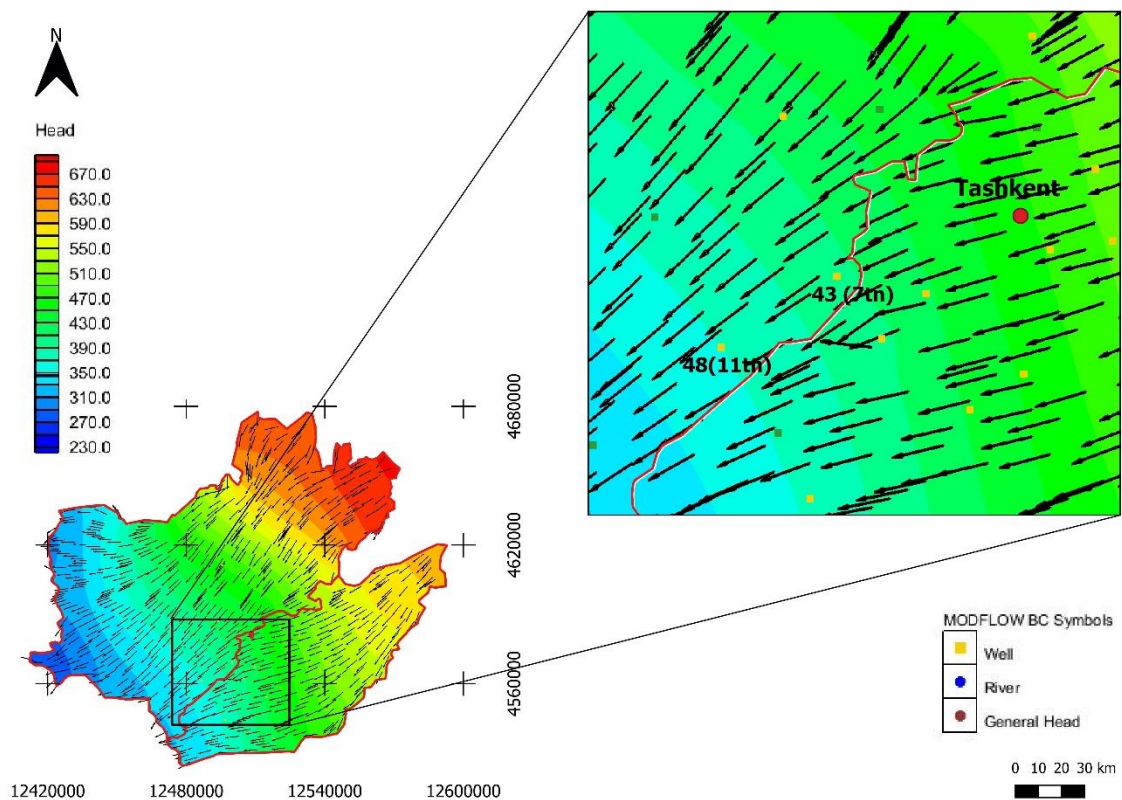 N
Head
670.0
630.0
590.0
550.0
510.0
470.0
430.0
390.0
350.0
310.0
270.0
230.0
Tashkent
43 (7tn)
48(11tn)
4680000
4620000
4560000
12420000 12480000 12540000 12600000
MODFLOW BC Symbols
Well
River
General Head
0 10 20 30 km